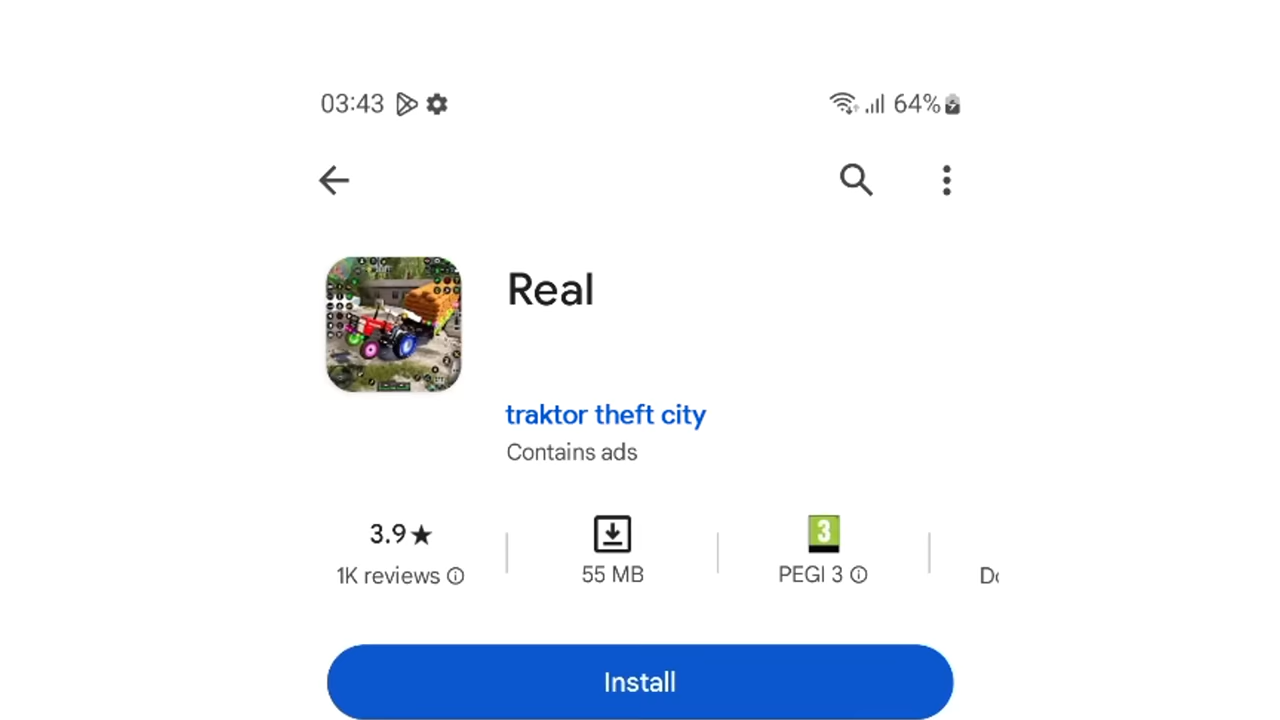 03:43 64%
Real
traktor theft city
Contains ads
3.9★ 3
1K reviews 55 MB PEGI 3
Install